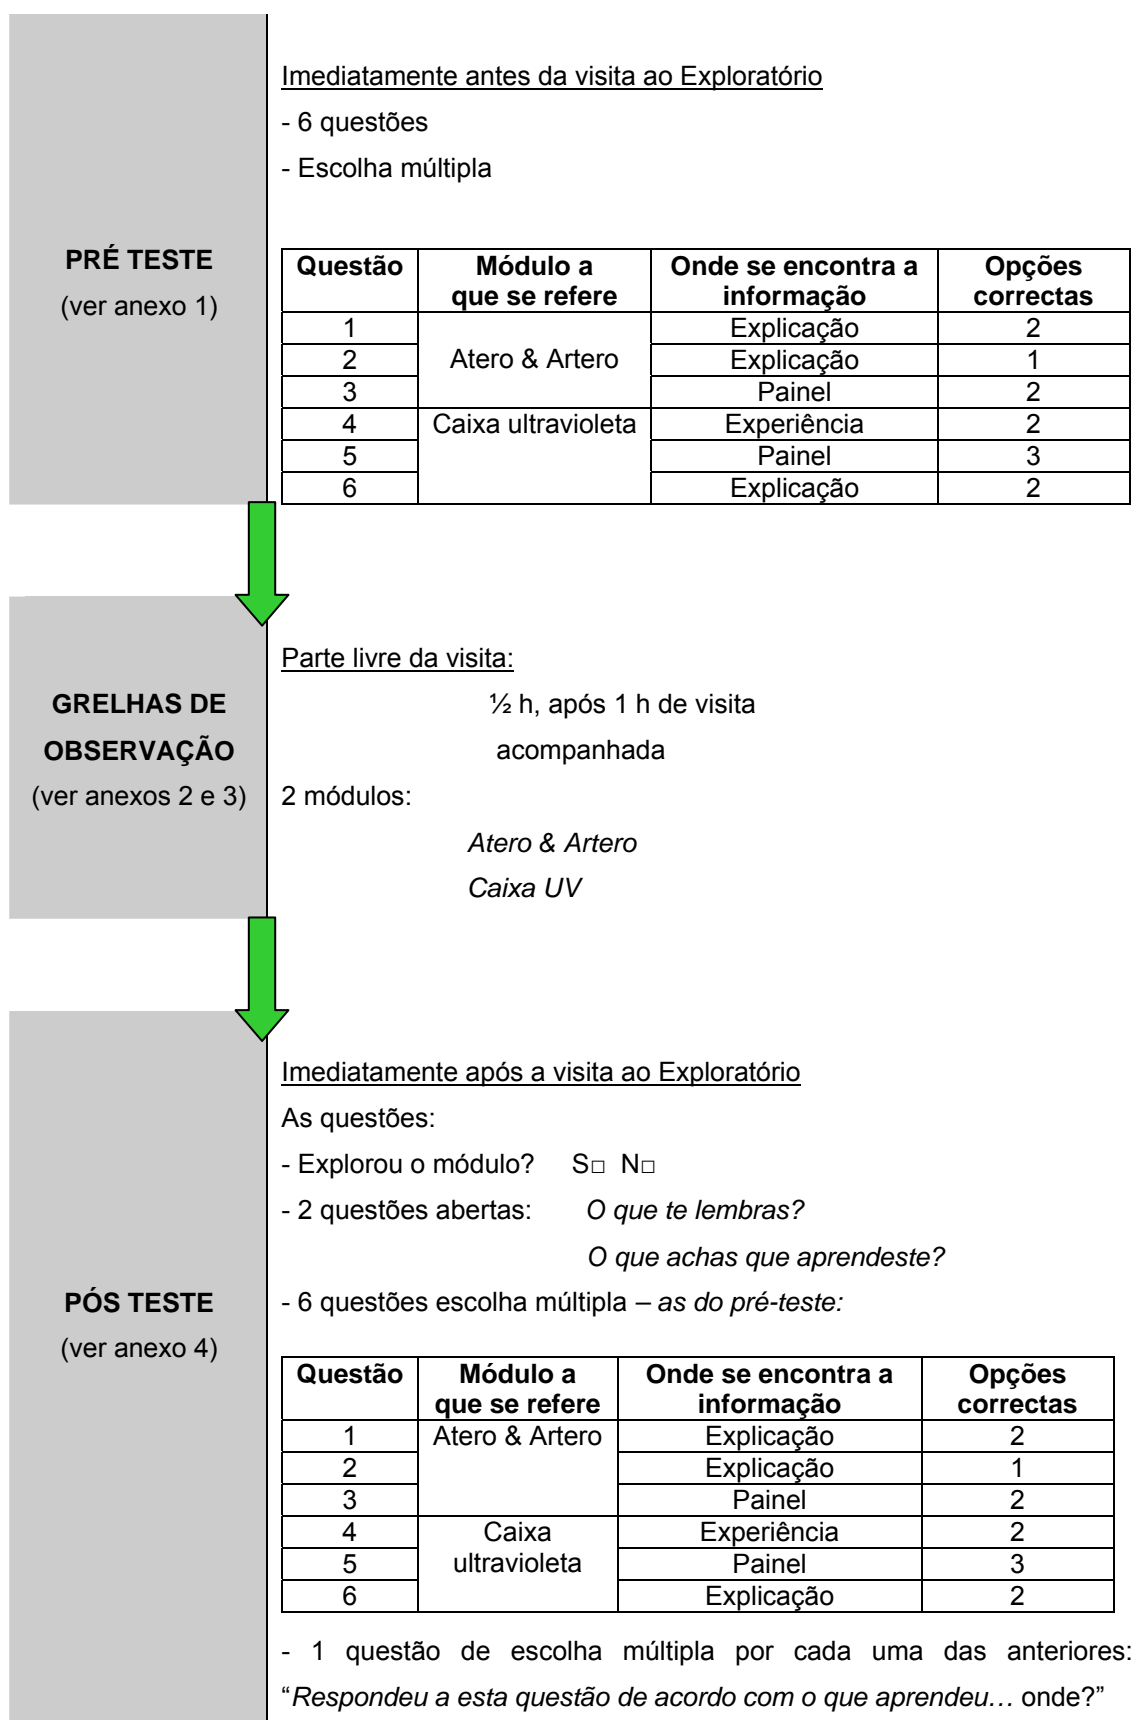 Imediatamente antes da visita ao Exploratório
- 6 questões
- Escolha múltipla
PRÉ TESTE
(ver anexo 1)
Questão Módulo a que se refere Onde se encontra a informação Opções correctas
1 Atero & Artero Explicação 2
2 Explicação 1
3 Painel 2
4 Caixa ultravioleta Experiência 2
5 Painel 3
6 Explicação 2
GRELHAS DE
OBSERVAÇÃO
(ver anexos 2 e 3)
Parte livre da visita:
½ h, após 1 h de visita
acompanhada
2 módulos:
Atero & Artero
Caixa UV
PÓS TESTE
(ver anexo 4)
Imediatamente após a visita ao Exploratório
As questões:
- Explorou o módulo? S□ N□
- 2 questões abertas: O que te lembras?
O que achas que aprendeste?
- 6 questões escolha múltipla – as do pré-teste:
Questão Módulo a que se refere Onde se encontra a informação Opções correctas
1 Atero & Artero Explicação 2
2 Explicação 1
3 Painel 2
4 Caixa ultravioleta Experiência 2
5 Painel 3
6 Explicação 2
- 1 questão de escolha múltipla por cada uma das anteriores:
“Respondeu a esta questão de acordo com o que aprendeu… onde?”